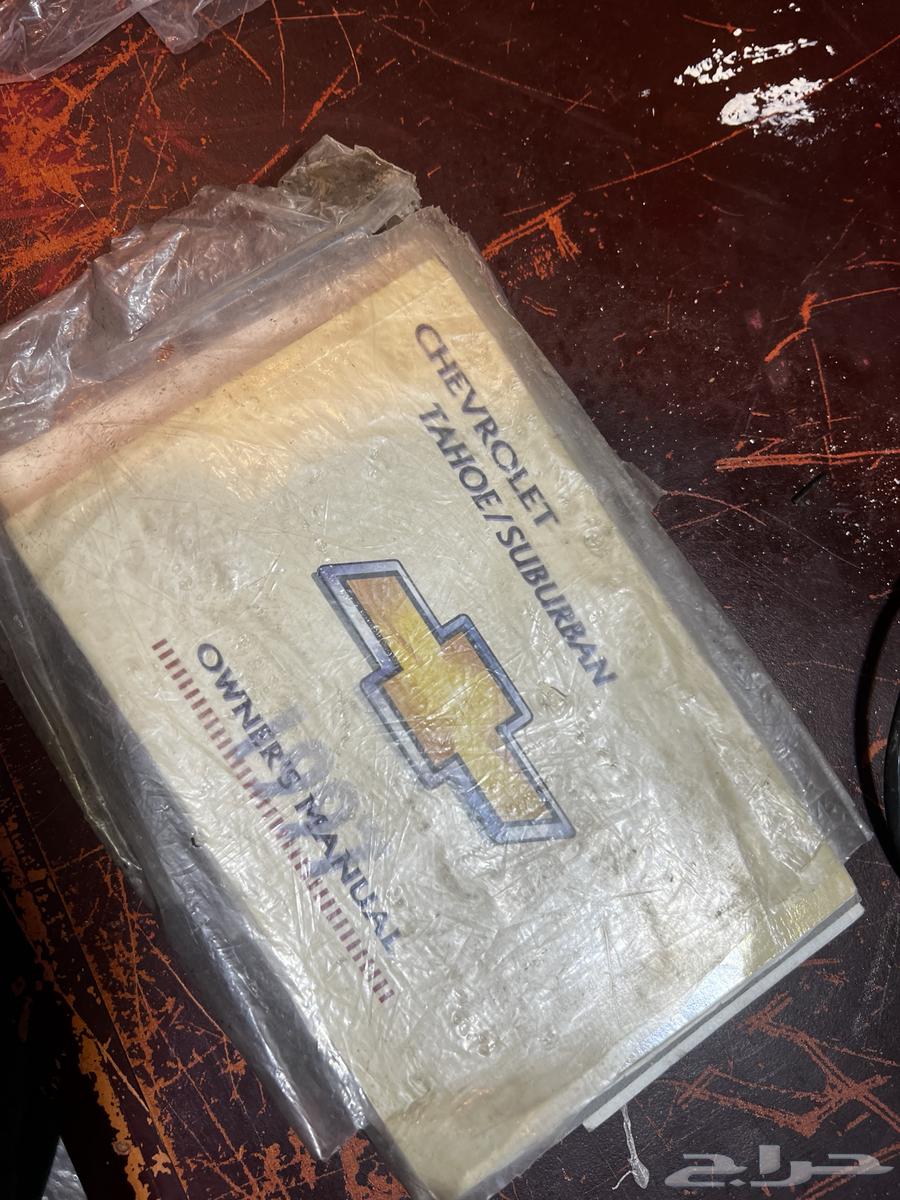 CHEVROLET
TAHOE/SUBURBAN
OWNER'S MANUAL
حراج